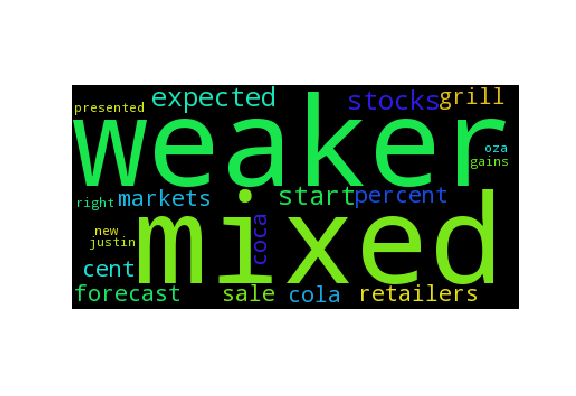 expected
stocks
grill
presented
weaker
oza
gains
right
markets
start
percent
mixed
coca
new
justin
cent
forecast
sale
cola
retailers